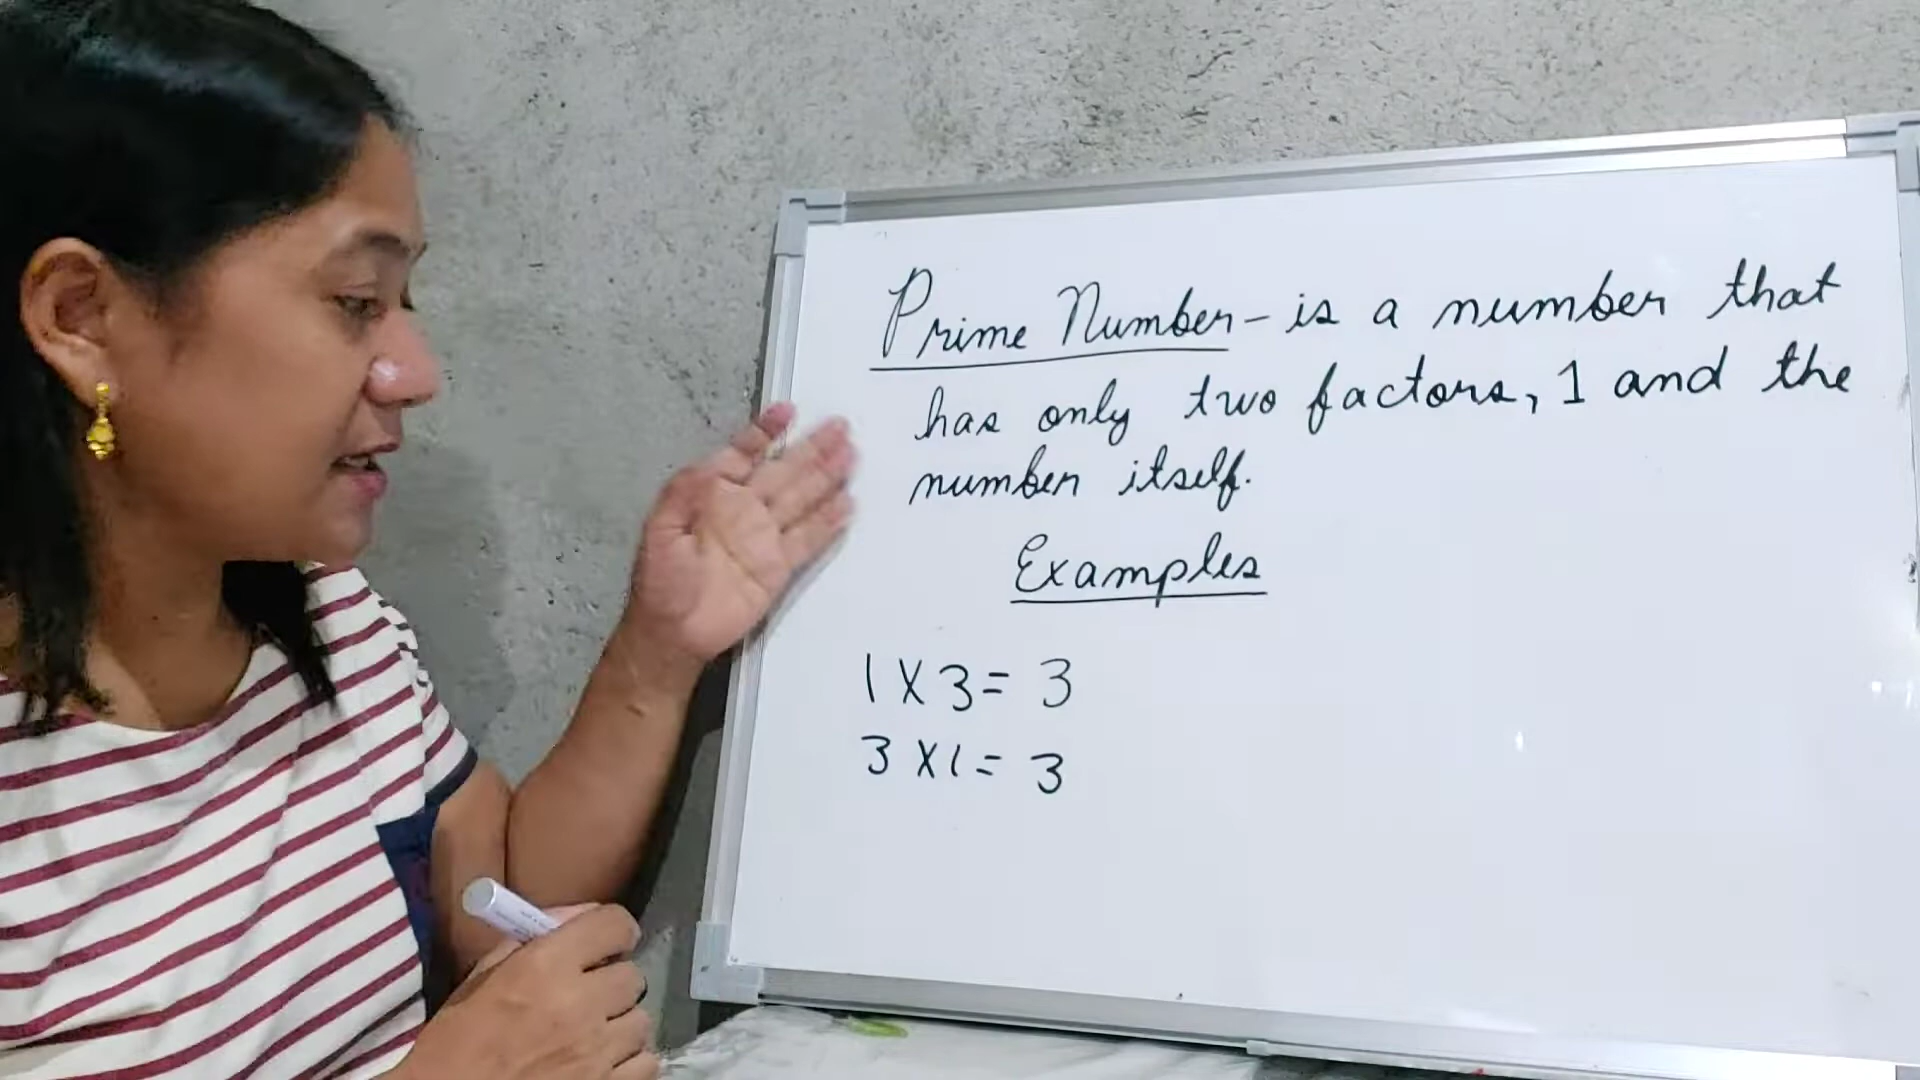 Prime Number - is a number that
has only two factors, 1 and the
number itself.
Examples
1 X 3 = 3
3 X 1 = 3